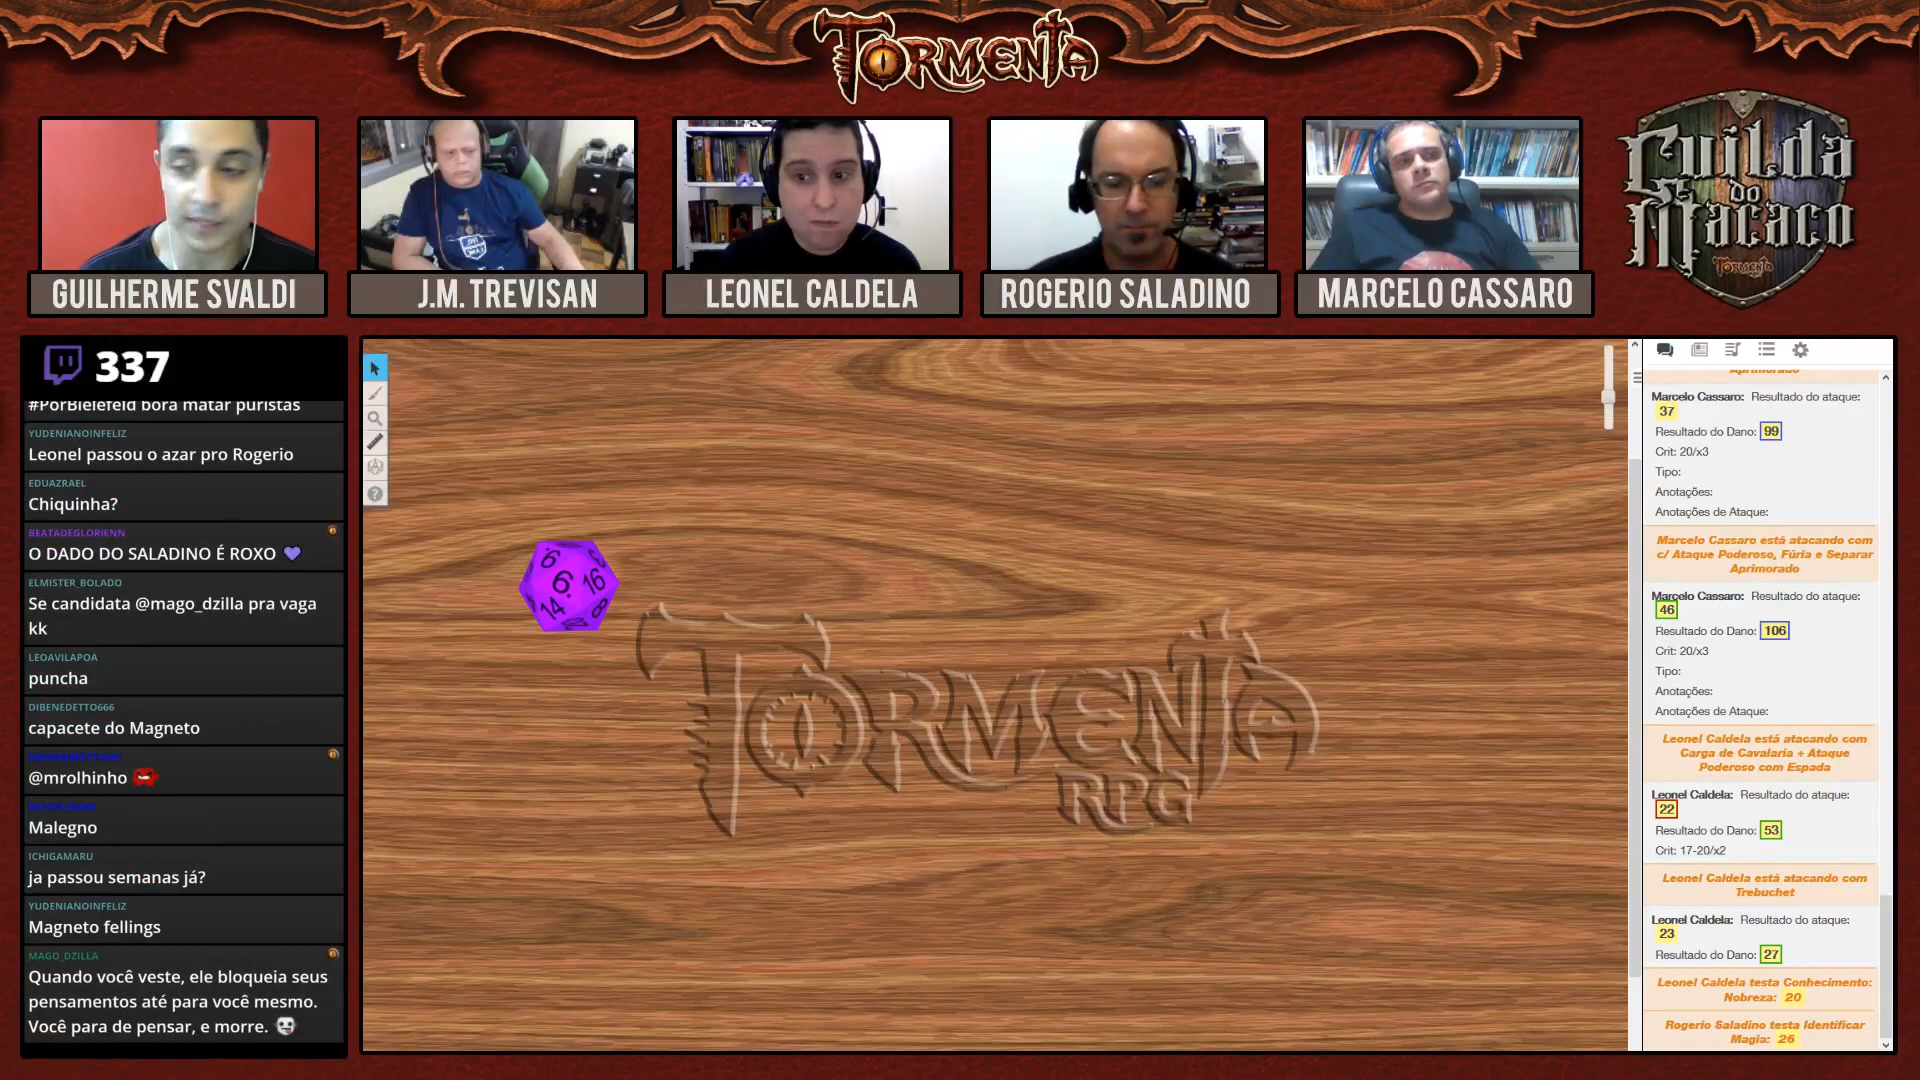 TORMENTA
Guilda
do
Macaco
TORMENTA
GUILHERME SVALDI
J.M. TREVISAN
LEONEL CALDELA
ROGERIO SALADINO
MARCELO CASSARO
337
#PorBielefeld bora matar puristas
YUDENIANOINFELIZ
Leonel passou o azar pro Rogerio
EDUAZRAEL
Chiquinha?
BEATADEGLORIENN
O DADO DO SALADINO É ROXO 💜
ELMISTER_BOLADO
Se candidata @mago_dzilla pra vaga
kk
LEOAVILAPOA
puncha
DIBENEDETTO666
capacete do Magneto
@mrolhinho
Malegno
ICHIGAMARU
ja passou semanas já?
YUDENIANOINFELIZ
Magneto fellings
MAGO_DZILLA
Quando você veste, ele bloqueia seus
pensamentos até para você mesmo.
Você para de pensar, e morre.
6
6
16
14
8
TORMENTA
RPG
Aprimorado
Marcelo Cassaro: Resultado do ataque:
37
Resultado do Dano: 99
Crit: 20/x3
Tipo:
Anotações:
Anotações de Ataque:
Marcelo Cassaro está atacando com
c/ Ataque Poderoso, Fúria e Separar
Aprimorado
Marcelo Cassaro: Resultado do ataque:
46
Resultado do Dano: 106
Crit: 20/x3
Tipo:
Anotações:
Anotações de Ataque:
Leonel Caldela está atacando com
Carga de Cavalaria + Ataque
Poderoso com Espada
Leonel Caldela: Resultado do ataque:
22
Resultado do Dano: 53
Crit: 17-20/x2
Leonel Caldela está atacando com
Trebuchet
Leonel Caldela: Resultado do ataque:
23
Resultado do Dano: 27
Leonel Caldela testa Conhecimento:
Nobreza: 20
Rogerio Saladino testa Identificar
Magia: 26